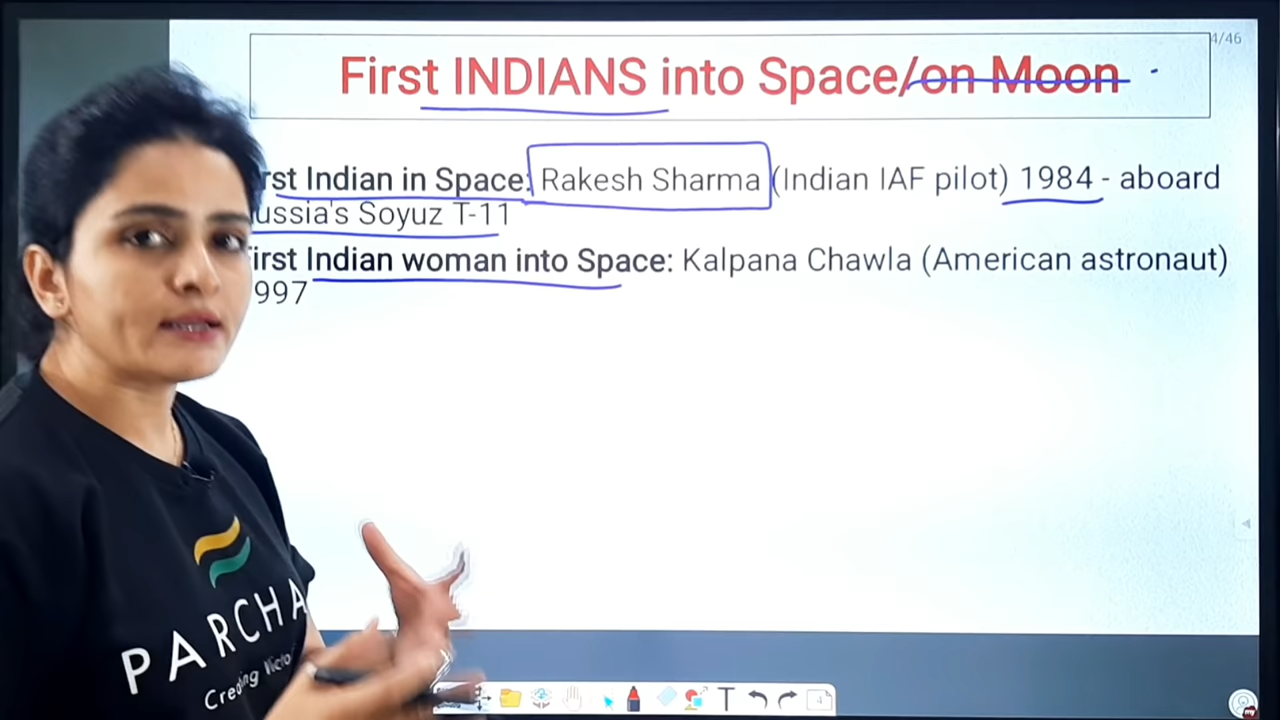 4/46
First INDIANS into Space/on Moon
rst Indian in Space: Rakesh Sharma (Indian IAF pilot) 1984 - aboard
ussia's Soyuz T-11
irst Indian woman into Space: Kalpana Chawla (American astronaut)
997
PARCHA
Creating
T
4